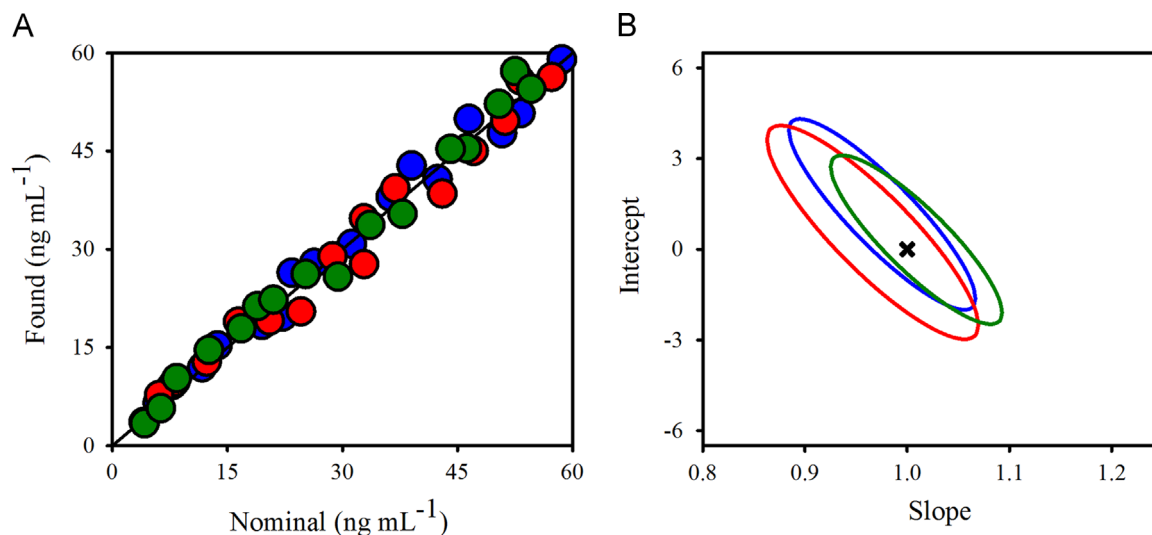 A
60
45
30
15
0
0 15 30 45 60
Found (ng mL⁻¹)
Nominal (ng mL⁻¹)
B
6
3
0
-3
-6
0.8 0.9 1.0 1.1 1.2
Intercept
Slope